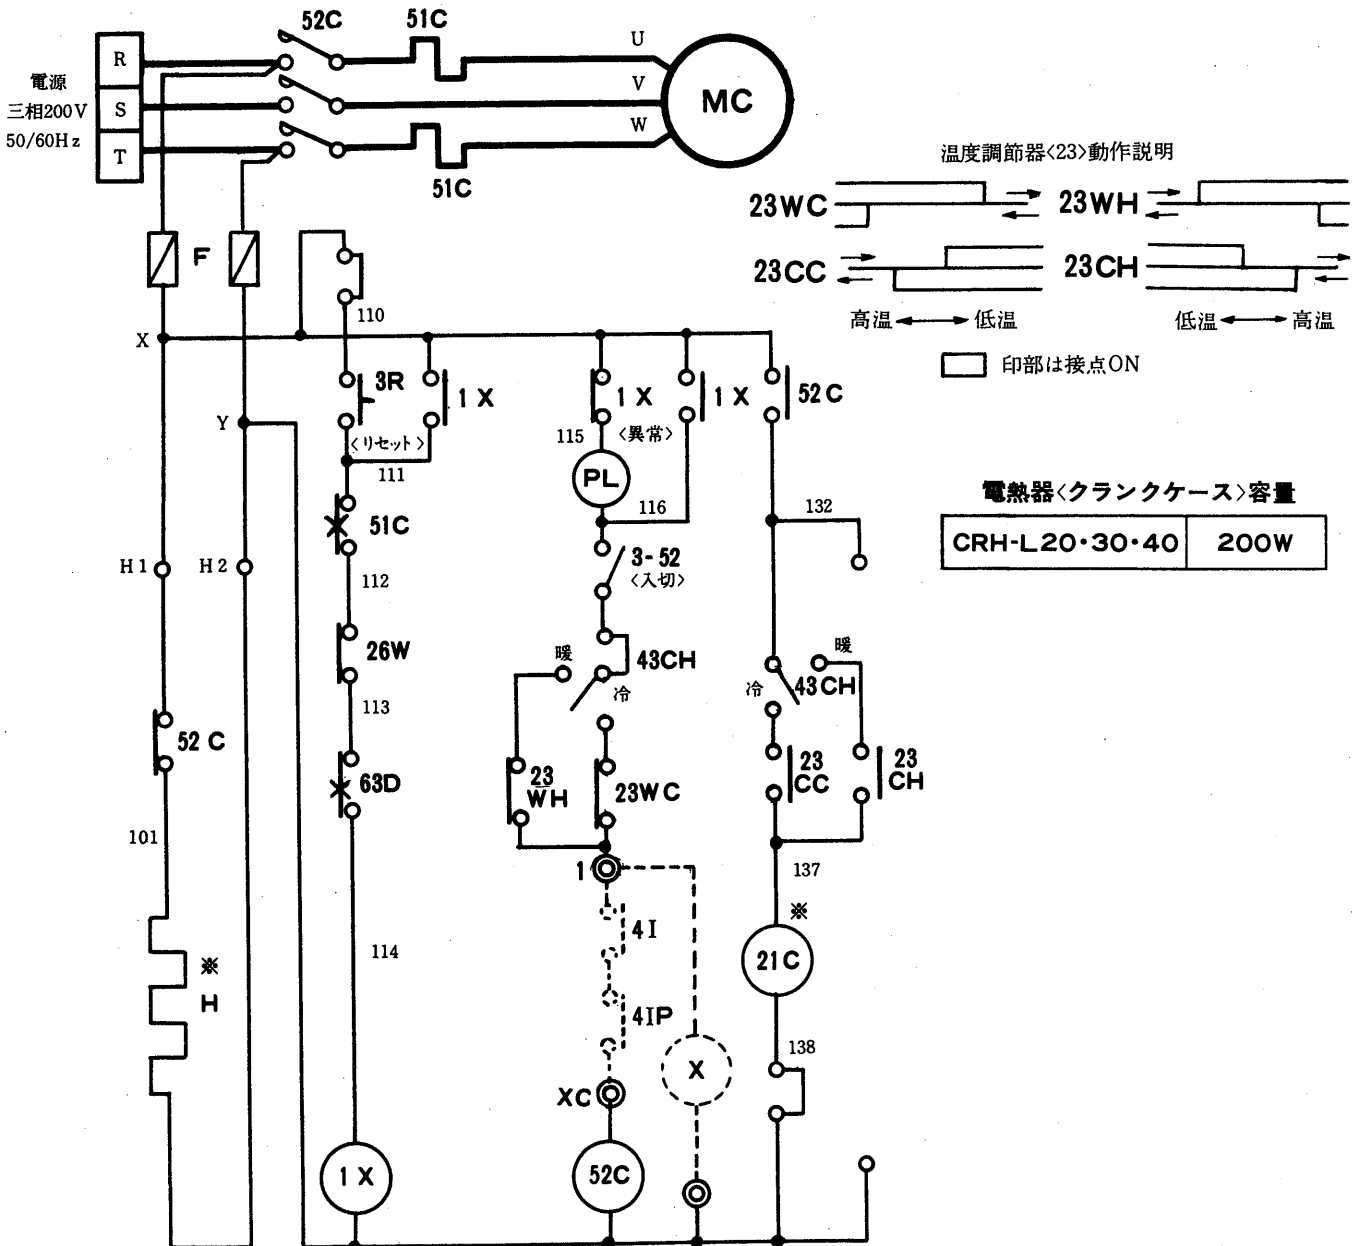 52C
51C
R
U
電源
三相200V
50/60Hz
S
V
MC
T
W
51C
温度調節器<23>動作説明
23WC
23WH
23CC
23CH
高温 低温
低温 高温
印部は接点ON
F
110
X
3R
1X
1X
1X
52C
Y
<リセット>
111
115
<異常>
PL
116
電熱器<クランクケース>容量
CRH-L20・30・40
200W
132
51C
112
3-52
<入切>
H1
H2
26W
113
暖
43CH
冷
暖
43CH
冷
52C
63D
23
WH
23WC
23
CC
23
CH
101
1
137
※
H
114
4I
※
21C
4IP
X
138
XC
1X
52C